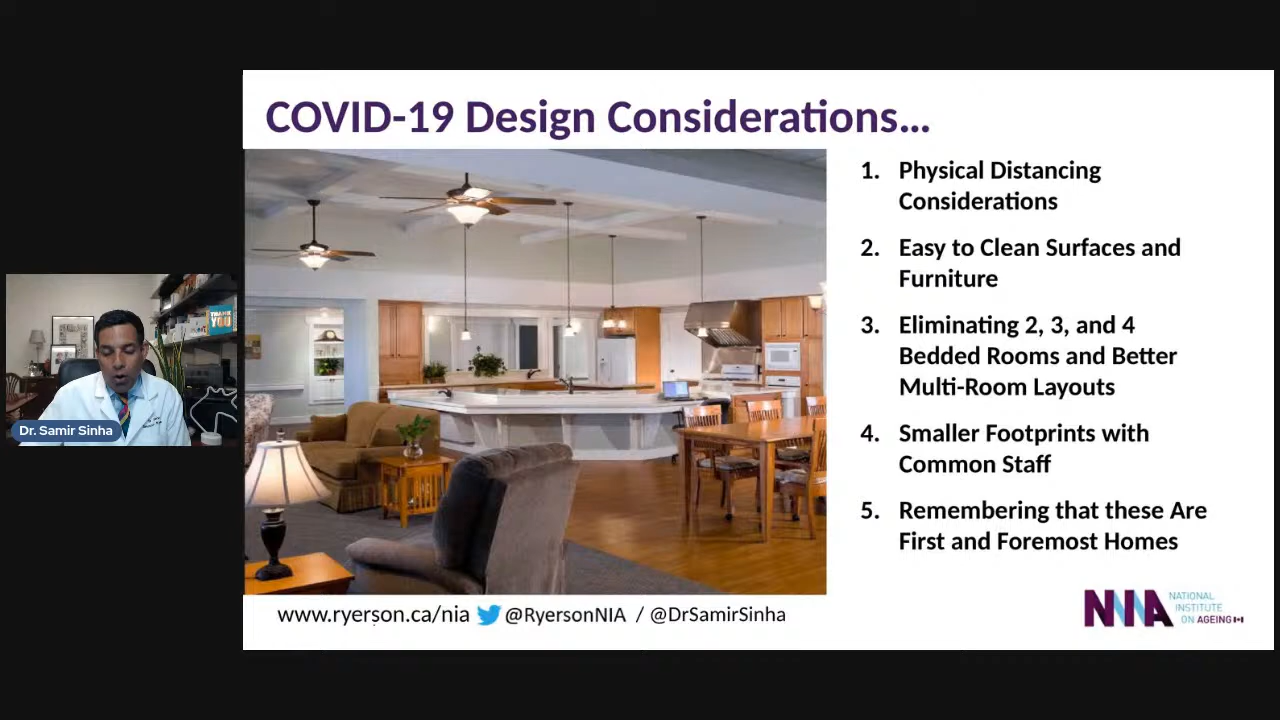 COVID-19 Design Considerations...
1. Physical Distancing
Considerations
2. Easy to Clean Surfaces and
Furniture
3. Eliminating 2, 3, and 4
Bedded Rooms and Better
Multi-Room Layouts
4. Smaller Footprints with
Common Staff
5. Remembering that these Are
First and Foremost Homes
THANK
YOU
Dr. Samir Sinha
www.ryerson.ca/nia @RyersonNIA / @DrSamirSinha
NIA NATIONAL
INSTITUTE
ON AGEING